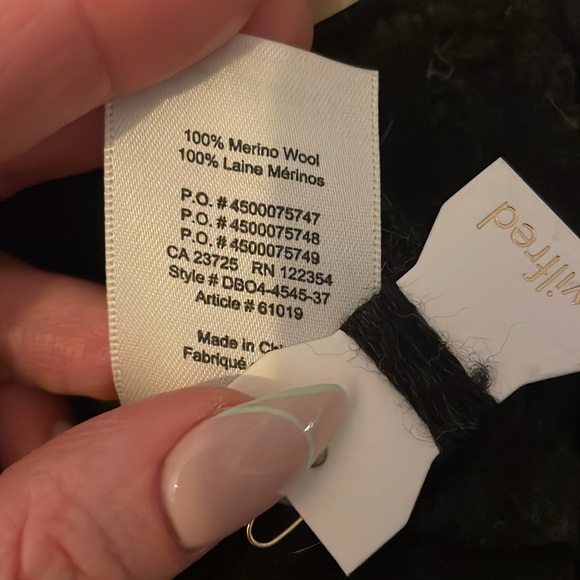 100% Merino Wool
100% Laine Mérinos
P.O. # 4500075747
P.O. # 4500075748
P.O. # 4500075749
CA 23725 RN 122354
Style # DBO4-4545-37
Article # 61019
Made in
Fabriqué
wilfred